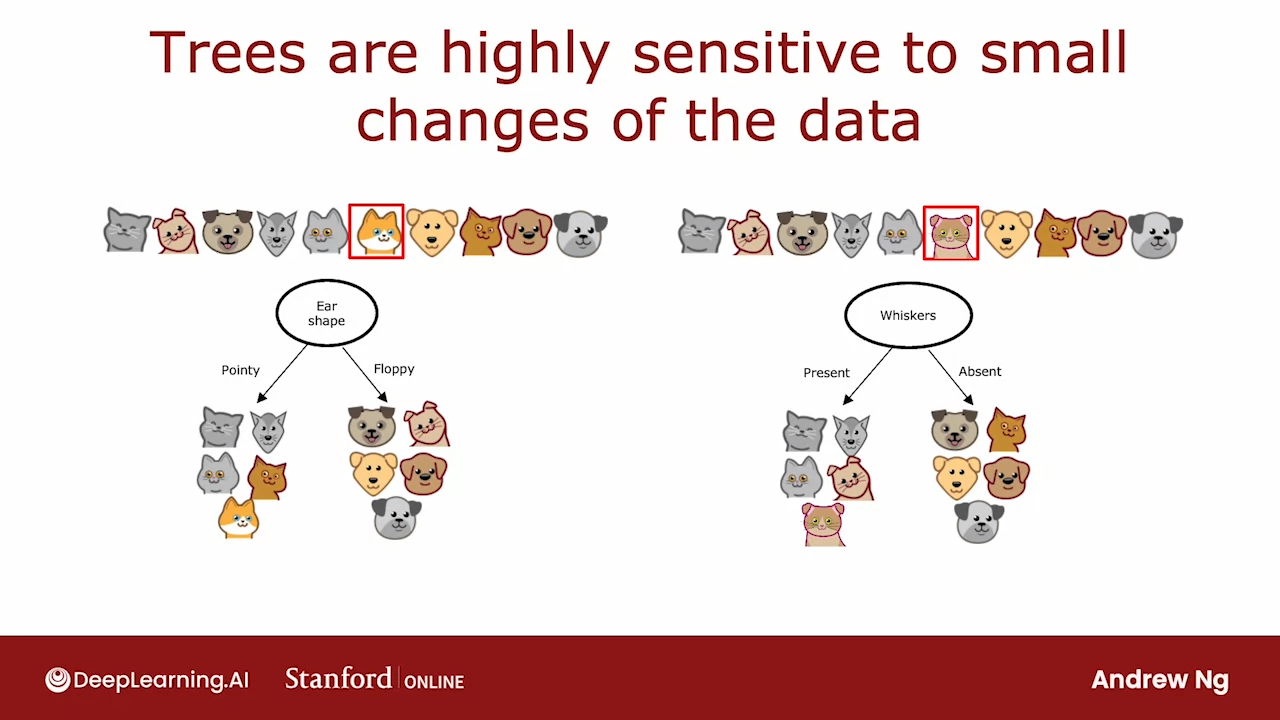 Trees are highly sensitive to small
changes of the data
Ear
shape
Pointy
Floppy
Whiskers
Present
Absent
DeepLearning.AI
Stanford ONLINE
Andrew Ng